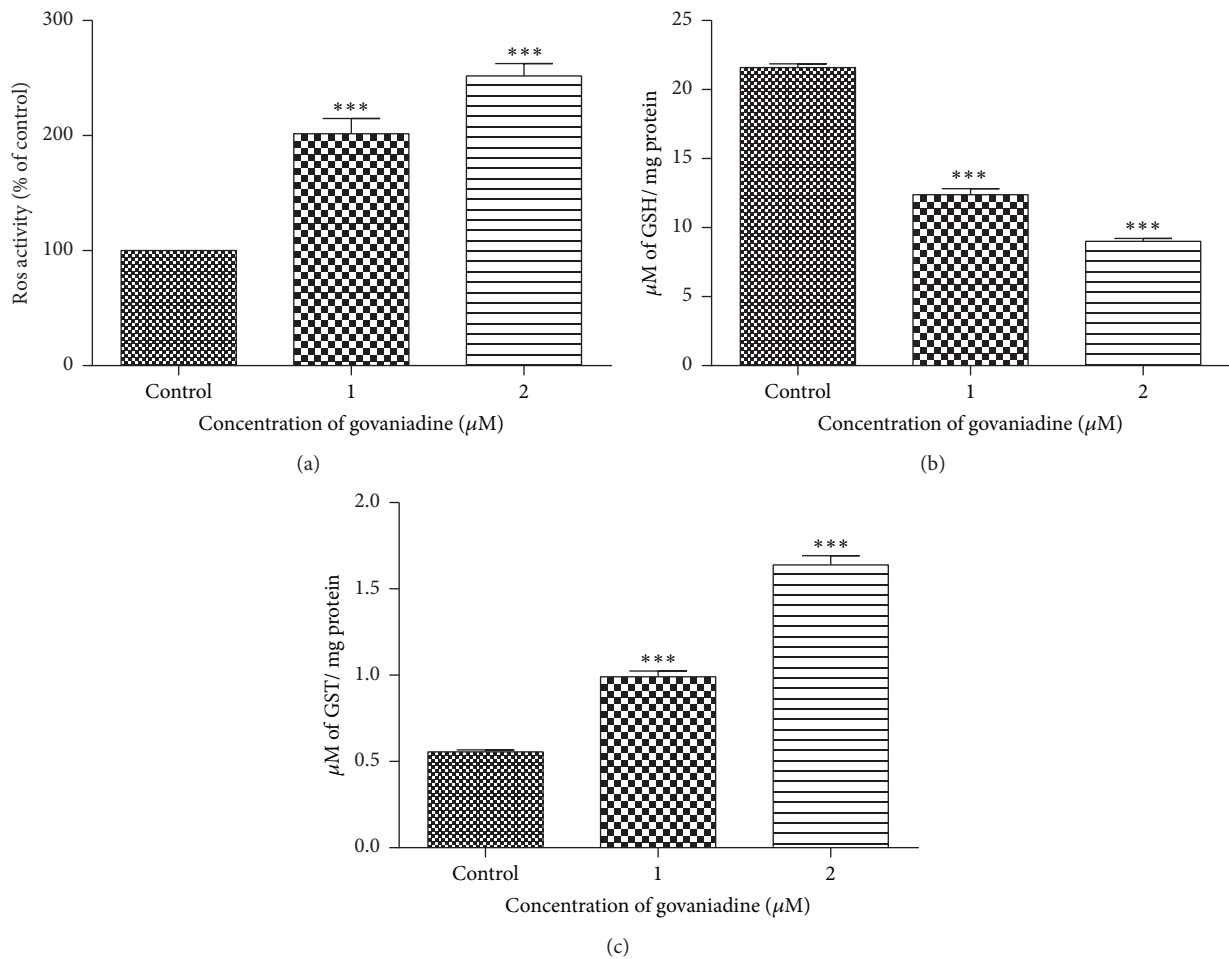 Ros activity (% of control)
300
200
100
0
***
***
Control
1
2
Concentration of govaniadine (μM)
(a)
μM of GSH/ mg protein
25
20
15
10
5
0
***
***
Control
1
2
Concentration of govaniadine (μM)
(b)
μM of GST/ mg protein
2.0
1.5
1.0
0.5
0.0
***
***
Control
1
2
Concentration of govaniadine (μM)
(c)